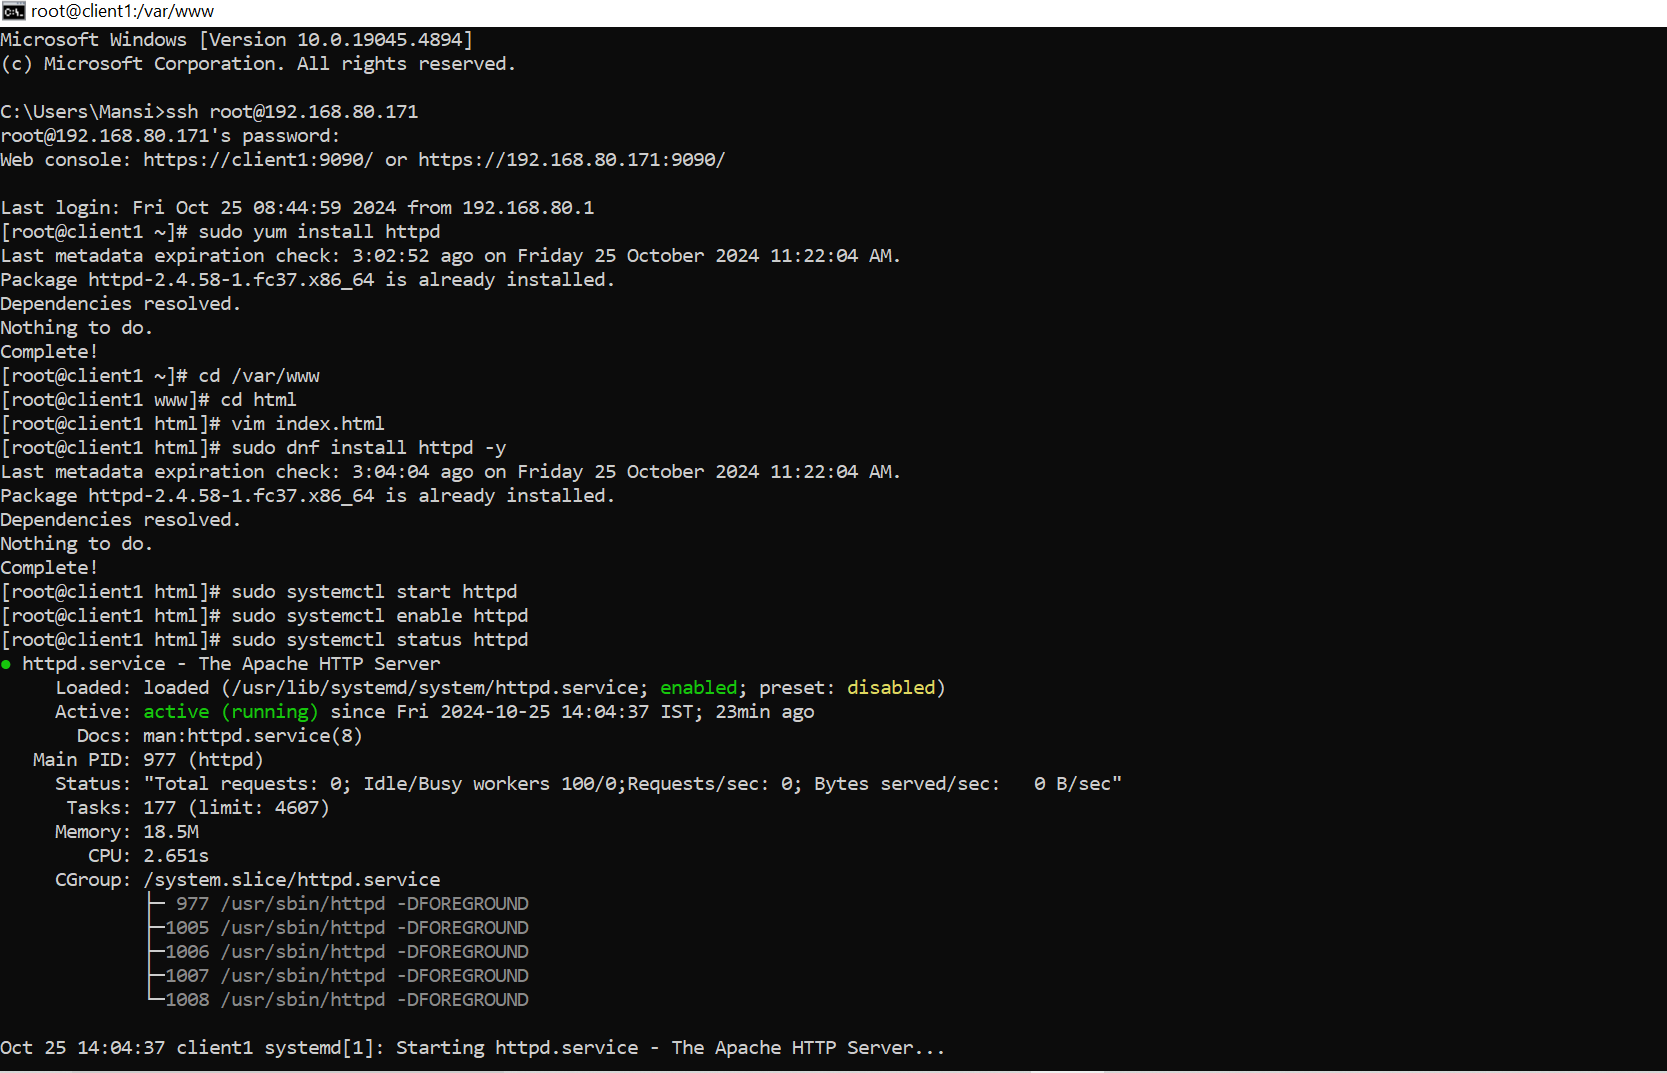 root@client1:/var/www
Microsoft Windows [Version 10.0.19045.4894]
(c) Microsoft Corporation. All rights reserved.

C:\Users\Mansi>ssh root@192.168.80.171
root@192.168.80.171's password:
Web console: https://client1:9090/ or https://192.168.80.171:9090/

Last login: Fri Oct 25 08:44:59 2024 from 192.168.80.1
[root@client1 ~]# sudo yum install httpd
Last metadata expiration check: 3:02:52 ago on Friday 25 October 2024 11:22:04 AM.
Package httpd-2.4.58-1.fc37.x86_64 is already installed.
Dependencies resolved.
Nothing to do.
Complete!
[root@client1 ~]# cd /var/www
[root@client1 www]# cd html
[root@client1 html]# vim index.html
[root@client1 html]# sudo dnf install httpd -y
Last metadata expiration check: 3:04:04 ago on Friday 25 October 2024 11:22:04 AM.
Package httpd-2.4.58-1.fc37.x86_64 is already installed.
Dependencies resolved.
Nothing to do.
Complete!
[root@client1 html]# sudo systemctl start httpd
[root@client1 html]# sudo systemctl enable httpd
[root@client1 html]# sudo systemctl status httpd
● httpd.service - The Apache HTTP Server
     Loaded: loaded (/usr/lib/systemd/system/httpd.service; enabled; preset: disabled)
     Active: active (running) since Fri 2024-10-25 14:04:37 IST; 23min ago
       Docs: man:httpd.service(8)
   Main PID: 977 (httpd)
     Status: "Total requests: 0; Idle/Busy workers 100/0;Requests/sec: 0; Bytes served/sec:   0 B/sec"
      Tasks: 177 (limit: 4607)
     Memory: 18.5M
        CPU: 2.651s
     CGroup: /system.slice/httpd.service
             ├─ 977 /usr/sbin/httpd -DFOREGROUND
             ├─1005 /usr/sbin/httpd -DFOREGROUND
             ├─1006 /usr/sbin/httpd -DFOREGROUND
             ├─1007 /usr/sbin/httpd -DFOREGROUND
             └─1008 /usr/sbin/httpd -DFOREGROUND

Oct 25 14:04:37 client1 systemd[1]: Starting httpd.service - The Apache HTTP Server...